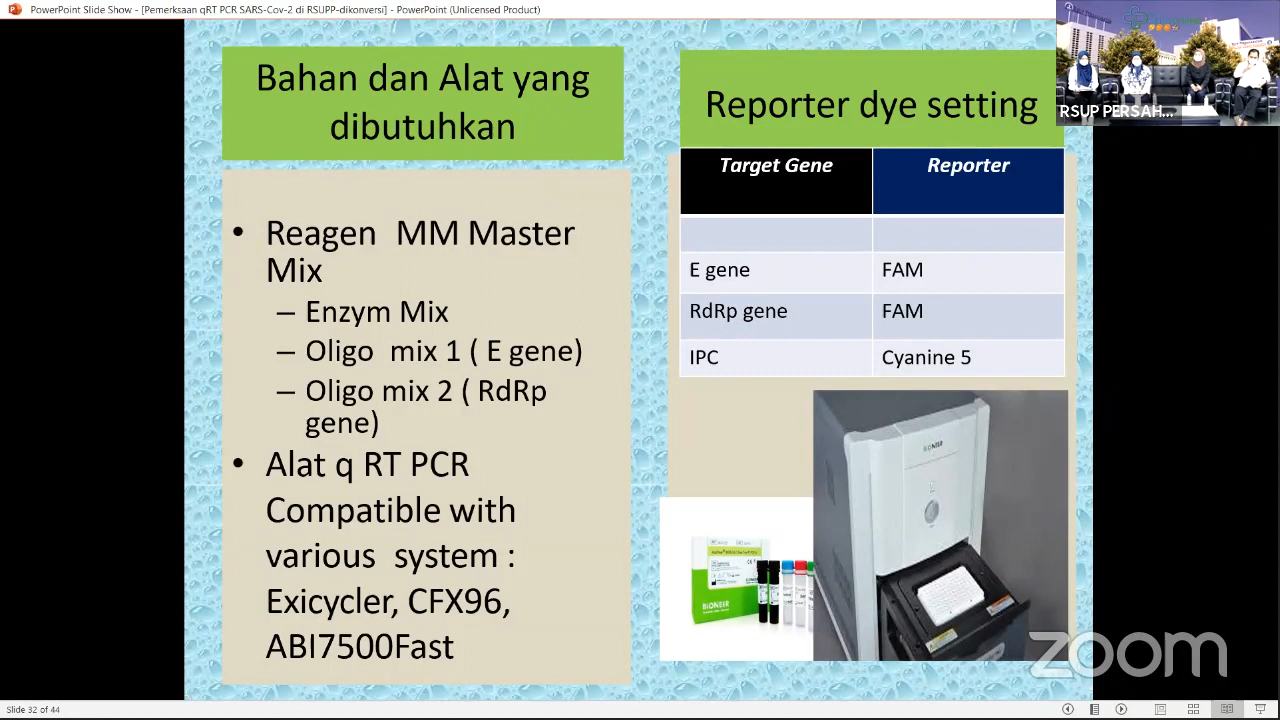 PowerPoint Slide Show - [Pemerksaan qRT PCR SARS-Cov-2 di RSUPP-dikonversi] - PowerPoint (Unlicensed Product)
Bahan dan Alat yang
dibutuhkan
• Reagen MM Master
Mix
– Enzym Mix
– Oligo mix 1 ( E gene)
– Oligo mix 2 ( RdRp
gene)
• Alat q RT PCR
Compatible with
various system :
Exicycler, CFX96,
ABI7500Fast
Reporter dye setting
Target Gene Reporter
E gene FAM
RdRp gene FAM
IPC Cyanine 5
BIONEER
BIONEER
RSUP PERSAH...
zoom
Slide 32 of 44